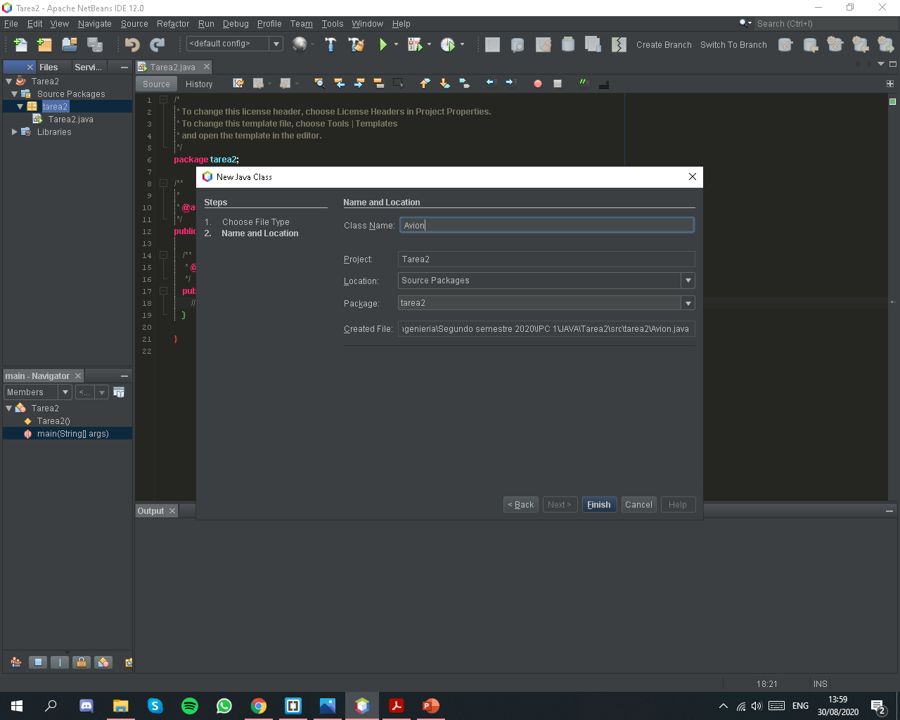 Tarea2 - Apache NetBeans IDE 12.0
File Edit View Navigate Source Refactor Run Debug Profile Team Tools Window Help
Search (Ctrl+I)
<default config>
Create Branch Switch To Branch
Files Servi...
Tarea2
Source Packages
tarea2
Tarea2.java
Libraries
Tarea2.java
Source History
1 /*
2 * To change this license header, choose License Headers in Project Properties.
3 * To change this template file, choose Tools | Templates
4 * and open the template in the editor.
5 */
6 package tarea2;
7
8 /**
9 *
10 * @a
11 */
12 public
13
14 /**
15 * @
16 */
17 pub
18 //
19 }
20
21 }
22
New Java Class
Steps
1. Choose File Type
2. Name and Location
Name and Location
Class Name: Avion
Project: Tarea2
Location: Source Packages
Package: tarea2
Created File: ngenieria\Segundo semestre 2020\IPC 1\JAVA\Tarea2\src\tarea2\Avion.java
< Back Next > Finish Cancel Help
main - Navigator
Members <...
Tarea2
Tarea2()
main(String[] args)
Output
18:21 INS
ENG
13:59
30/08/2020
2